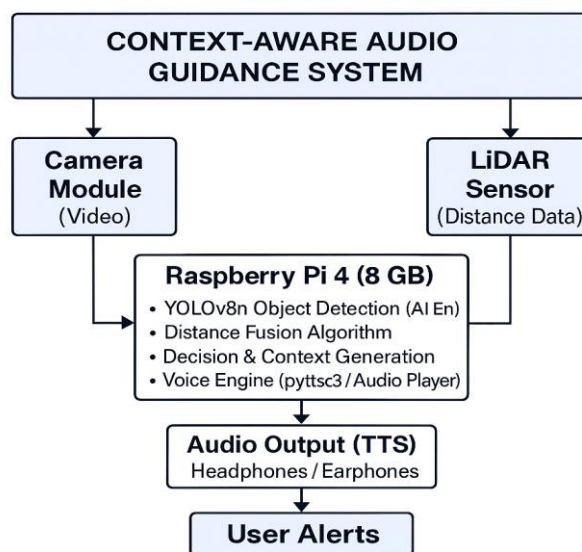 CONTEXT-AWARE AUDIO
GUIDANCE SYSTEM
Camera
Module
(Video)
LiDAR
Sensor
(Distance Data)
Raspberry Pi 4 (8 GB)
• YOLOv8n Object Detection (AI En)
• Distance Fusion Algorithm
• Decision & Context Generation
• Voice Engine (pyttsc3/Audio Player)
Audio Output (TTS)
Headphones / Earphones
User Alerts